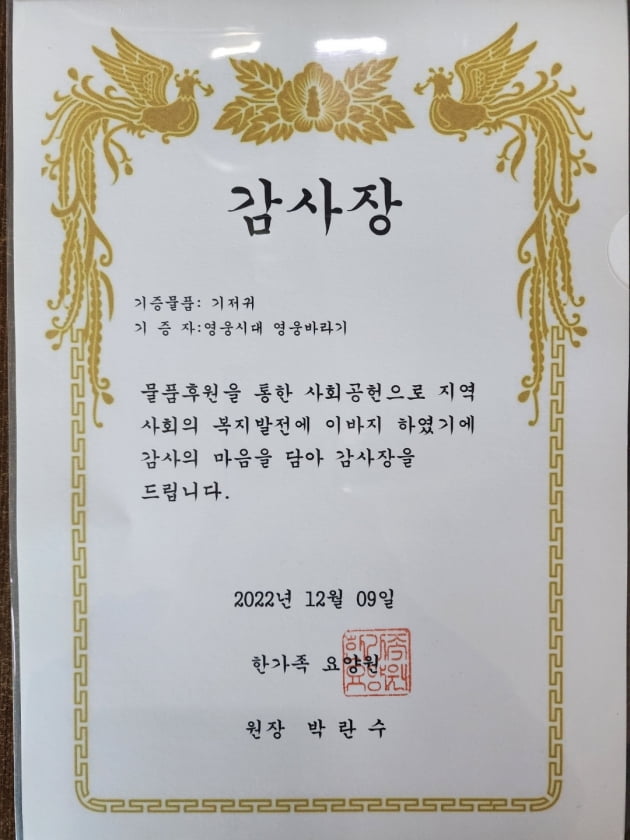 감사장
기증물품: 기저귀
기 증 자:영웅시대 영웅바라기
물품후원을 통한 사회공헌으로 지역
사회의 복지발전에 이바지 하였기에
감사의 마음을 담아 감사장을
드립니다.
2022년 12월 09일
한가족 요양원
원장 박 란 수